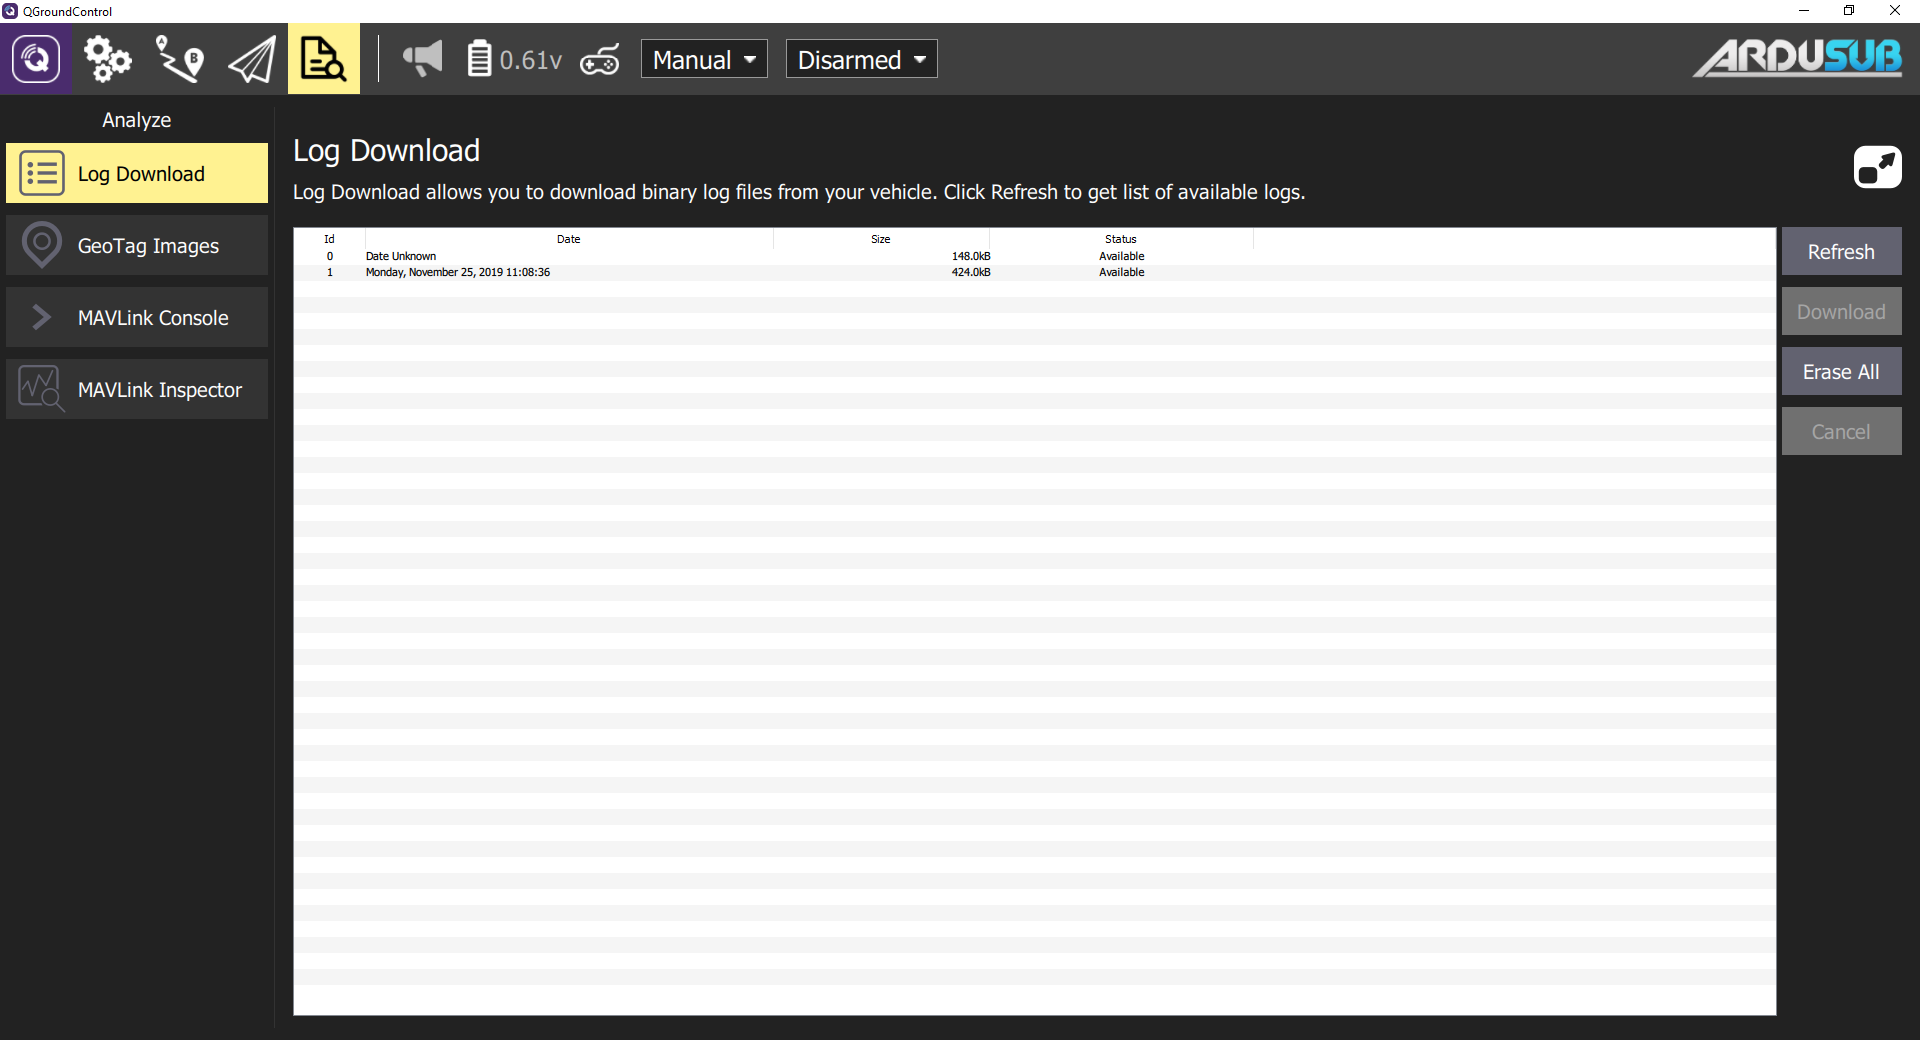 QGroundControl
0.61v
Manual
Disarmed
ARDUSUB
Analyze
Log Download
GeoTag Images
MAVLink Console
MAVLink Inspector
Log Download
Log Download allows you to download binary log files from your vehicle. Click Refresh to get list of available logs.
Id Date Size Status
0 Date Unknown 148.0kB Available
1 Monday, November 25, 2019 11:08:36 424.0kB Available
Refresh
Download
Erase All
Cancel